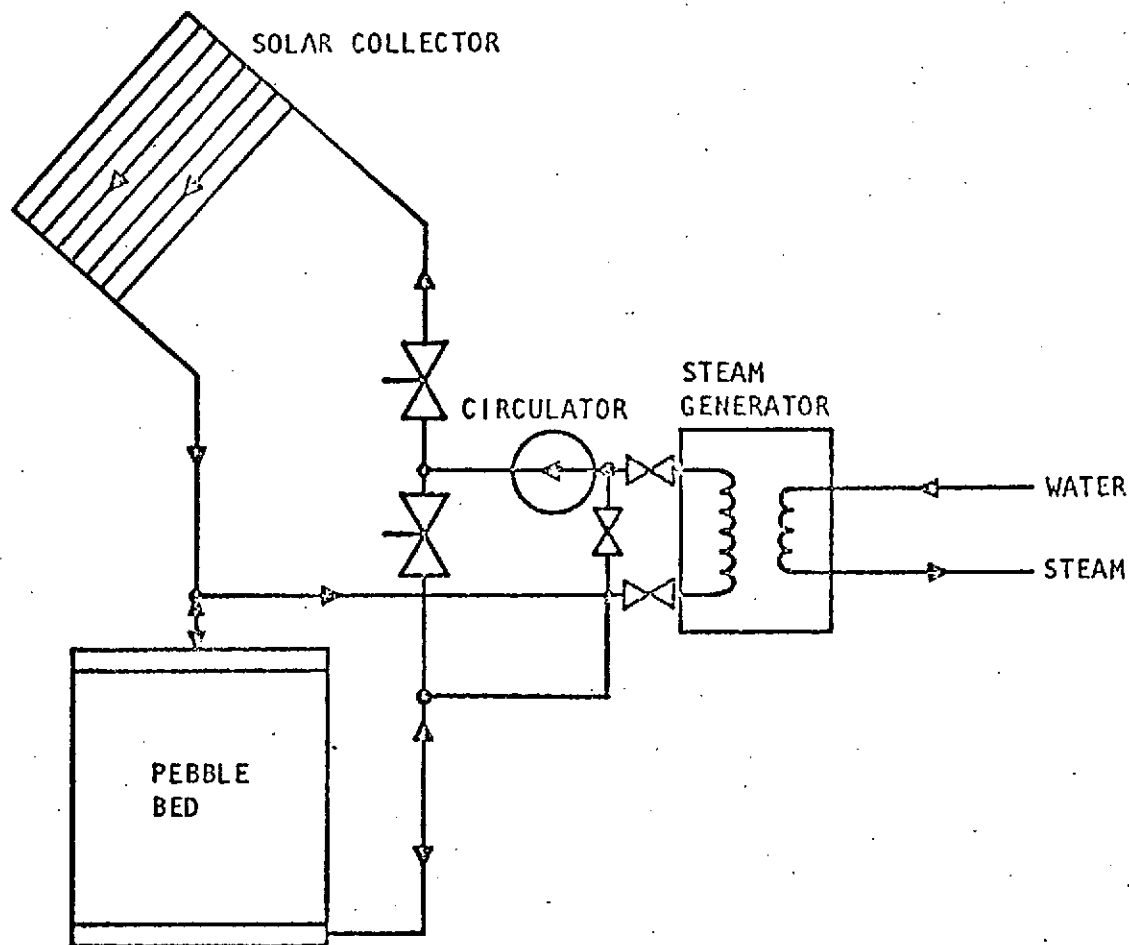 SOLAR COLLECTOR
STEAM
GENERATOR
CIRCULATOR
WATER
STEAM
PEBBLE
BED